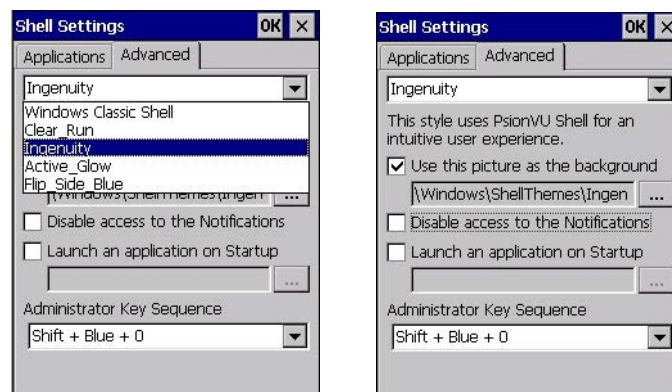 Shell Settings OK ×
Applications Advanced
Ingenuity
Windows Classic Shell
Clear_Run
Ingenuity
Active_Glow
Flip_Side_Blue
\Windows\ShellThemes\Ingen ...
Disable access to the Notifications
Launch an application on Startup
...
Administrator Key Sequence
Shift + Blue + 0
Shell Settings OK ×
Applications Advanced
Ingenuity
This style uses PsionVU Shell for an
intuitive user experience.
Use this picture as the background
\Windows\ShellThemes\Ingen ...
Disable access to the Notifications
Launch an application on Startup
...
Administrator Key Sequence
Shift + Blue + 0